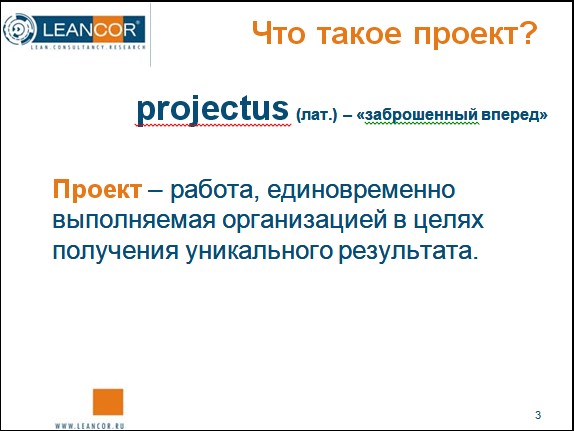 LEANCOR®
LEAN.CONSULTANCY.RESEARCH
Что такое проект?
projectus (лат.) – «заброшенный вперед»
Проект – работа, единовременно
выполняемая организацией в целях
получения уникального результата.
WWW.LEANCOR.RU
3